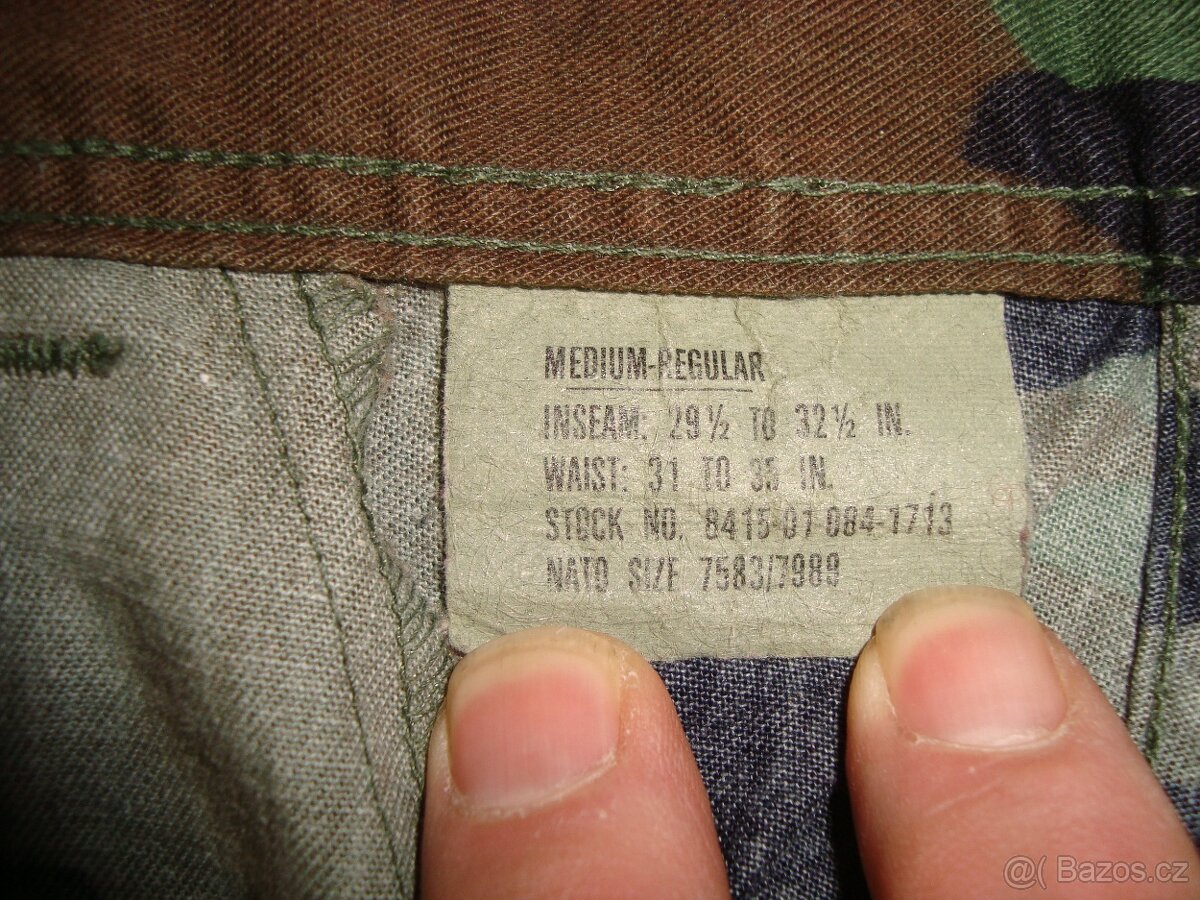 MEDIUM-REGULAR
INSEAM: 29½ TO 32½ IN.
WAIST: 31 TO 35 IN.
STOCK NO. 8415-01 084-1713
NATO SIZE 7583/7989
@( Bazos.cz